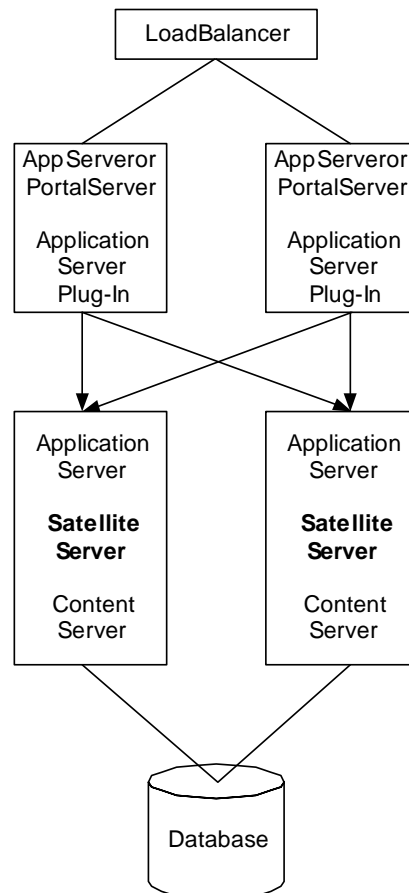 LoadBalancer
AppServeror
PortalServer
Application
Server
Plug-In
AppServeror
PortalServer
Application
Server
Plug-In
Application
Server
Satellite
Server
Content
Server
Application
Server
Satellite
Server
Content
Server
Database